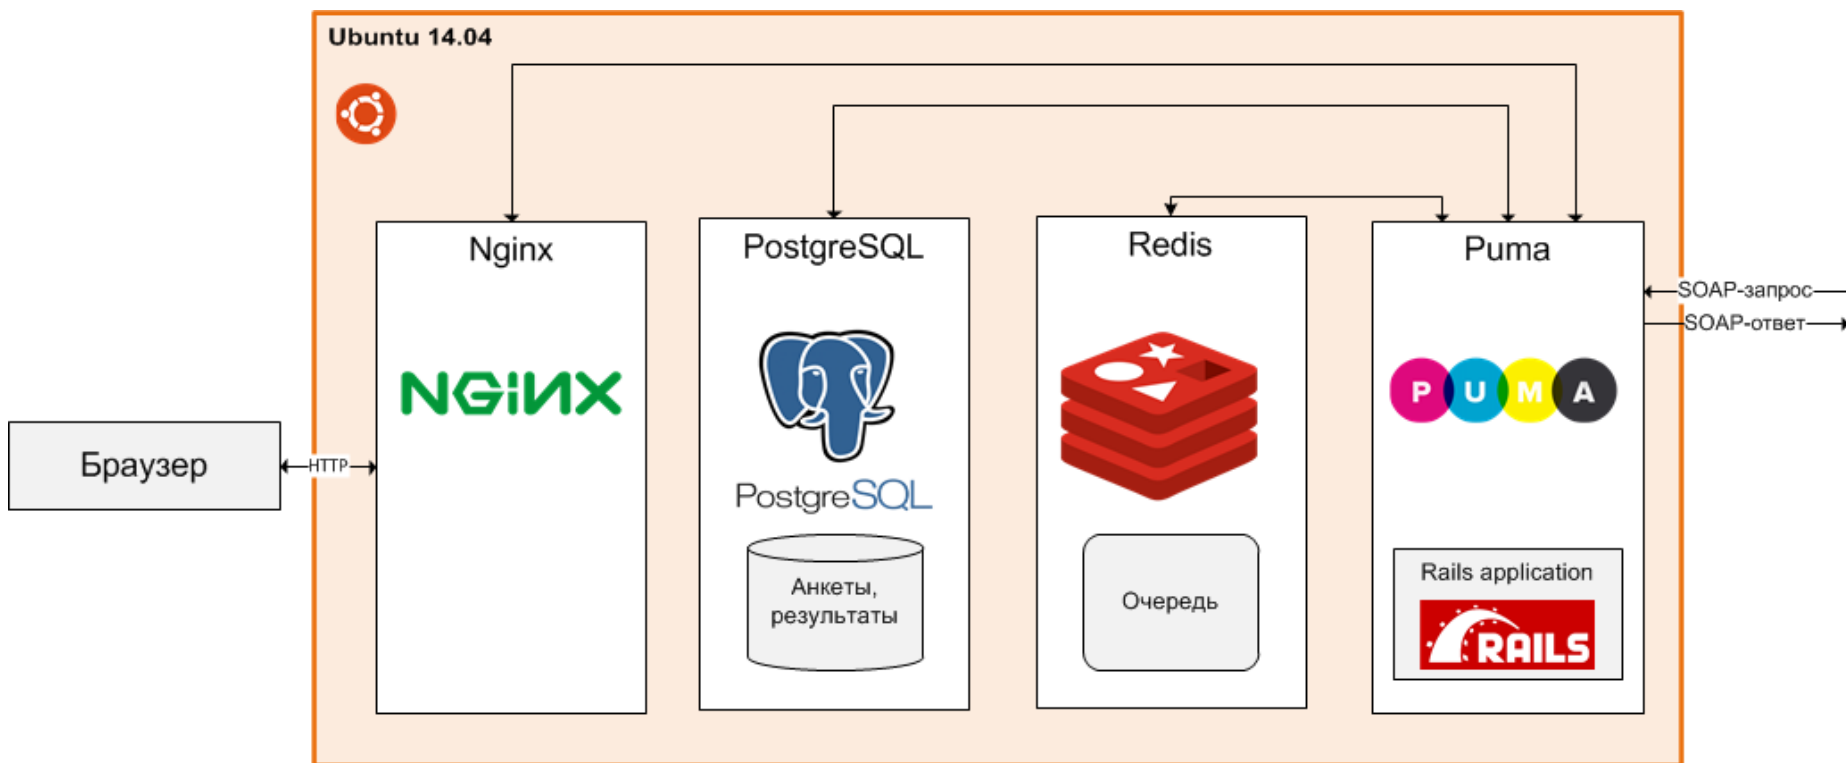 Ubuntu 14.04
Nginx
PostgreSQL
Redis
Puma
SOAP-запрос
SOAP-ответ
NGiNX
PUMA
Браузер
HTTP
PostgreSQL
Анкеты,
результаты
Очередь
Rails application
RAILS